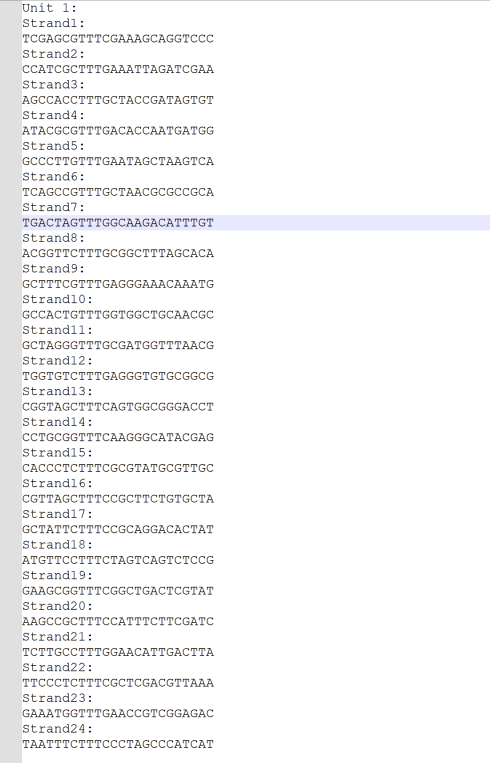 Unit 1:
Strand1:
TCGAGCGTTTCGAAAGCAGGTCCC
Strand2:
CCATCGCTTTGAAATTAGATCGAA
Strand3:
AGCCACCTTTGCTACCGATAGTGT
Strand4:
ATACGCGTTTGACACCAATGATGG
Strand5:
GCCCTTGTTTGAATAGCTAAGTCA
Strand6:
TCAGCCGTTTGCTAACGCGCCGCA
Strand7:
TGACTAGTTTGGCAAGACATTTGT
Strand8:
ACGGTTCTTTGCGGCTTTAGCACA
Strand9:
GCTTTCGTTTGAGGGAAACAAATG
Strand10:
GCCACTGTTTGGTGGCTGCAACGC
Strand11:
GCTAGGGTTTGCGATGGTTTAACG
Strand12:
TGGTGTCTTTGAGGGTGTGCGGCG
Strand13:
CGGTAGCTTTCAGTGGCGGGACCT
Strand14:
CCTGCGGTTTCAAGGGCATACGAG
Strand15:
CACCCTCTTTCGCGTATGCGTTGC
Strand16:
CGTTAGCTTTCCGCTTCTGTGCTA
Strand17:
GCTATTCTTTCCGCAGGACACTAT
Strand18:
ATGTTCCTTTCTAGTCAGTCTCCG
Strand19:
GAAGCGGTTTCGGCTGACTCGTAT
Strand20:
AAGCCGCTTTCCATTTCTTCGATC
Strand21:
TCTTGCCTTTGGAACATTGACTTA
Strand22:
TTCCCTCTTTCGCTCGACGTTAAA
Strand23:
GAAATGGTTTGAACCGTCGGAGAC
Strand24:
TAATTTCTTTCCCTAGCCCATCAT